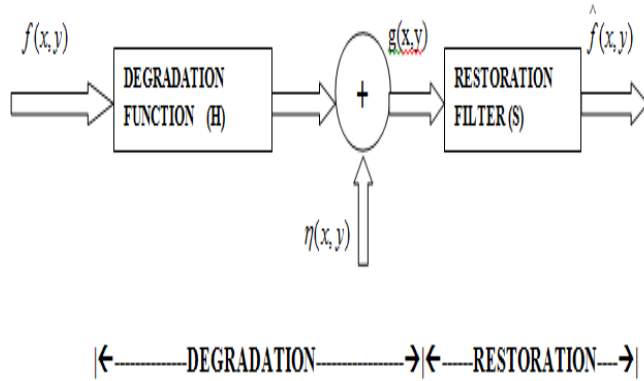 f(x, y)
g(x,y)
f̂(x, y)
DEGRADATION
FUNCTION (H)
+
RESTORATION
FILTER (S)
η(x, y)
|←-------------DEGRADATION----------------→|←------RESTORATION----→|